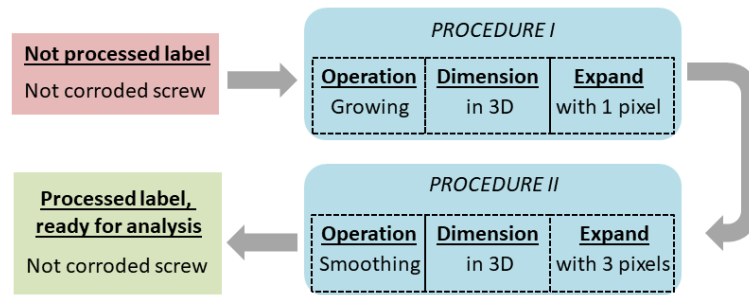 Not processed label
Not corroded screw
PROCEDURE I
Operation Dimension Expand
Growing in 3D with 1 pixel
PROCEDURE II
Operation Dimension Expand
Smoothing in 3D with 3 pixels
Processed label,
ready for analysis
Not corroded screw